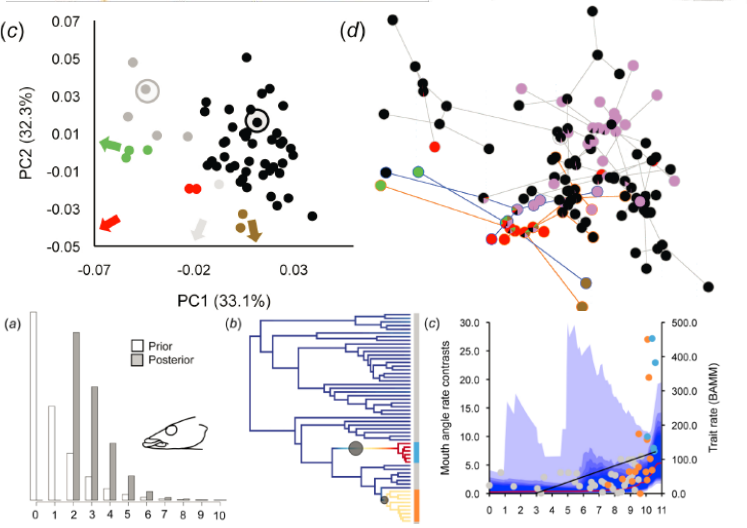 (c)
0.07
0.05
0.03
0.01
-0.01
-0.03
-0.05
PC2 (32.3%)
-0.07
-0.02
0.03
PC1 (33.1%)
(d)
(a)
Prior
Posterior
0 1 2 3 4 5 6 7 8 9 10
(b)
(c)
30.0
25.0
20.0
15.0
10.0
5.0
0.0
Mouth angle rate contrasts
500.0
400.0
300.0
200.0
100.0
0.0
Trait rate (BAMM)
0 1 2 3 4 5 6 7 8 9 10 11